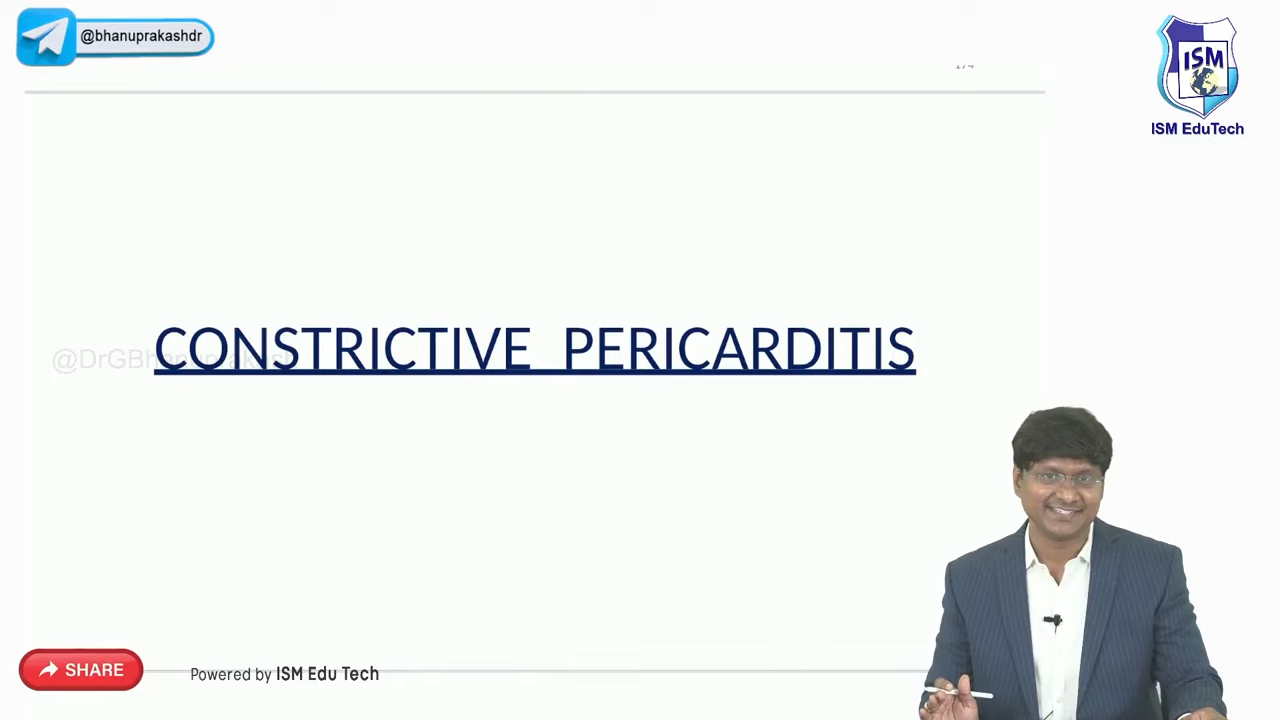 @bhanuprakashdr
ISM
ISM EduTech
CONSTRICTIVE PERICARDITIS
SHARE
Powered by ISM Edu Tech